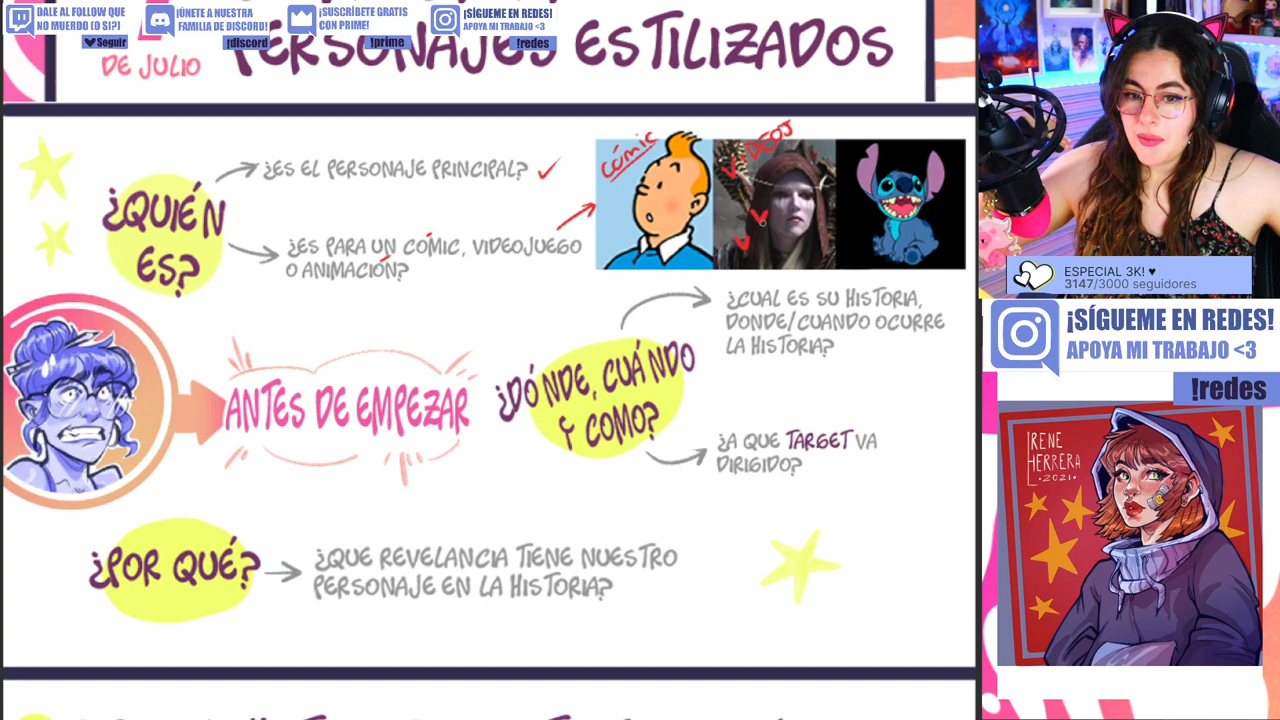 DALE AL FOLLOW QUE
NO MUERDO (O SI?)
Seguir
¡ÚNETE A NUESTRA
FAMILIA DE DISCORD!
!discord
¡SUSCRÍBETE GRATIS
CON PRIME!
!prime
¡SÍGUEME EN REDES!
APOYA MI TRABAJO <3
!redes
DE JULIO
PERSONAJES ESTILIZADOS
¿QUIÉN
ES?
¿ES EL PERSONAJE PRINCIPAL?
¿ES PARA UN CÓMIC, VIDEOJUEGO
O ANIMACIÓN?
CÓMIC
VIDEOJ
ANTES DE EMPEZAR
¿DÓNDE, CUÁNDO
Y COMO?
¿CUAL ES SU HISTORIA,
DONDE/CUANDO OCURRE
LA HISTORIA?
¿A QUE TARGET VA
DIRIGIDO?
¿POR QUÉ?
¿QUE REVELANCIA TIENE NUESTRO
PERSONAJE EN LA HISTORIA?
ESPECIAL 3K! ♥
3147/3000 seguidores
¡SÍGUEME EN REDES!
APOYA MI TRABAJO <3
!redes
IRENE
HERRERA
·2021·